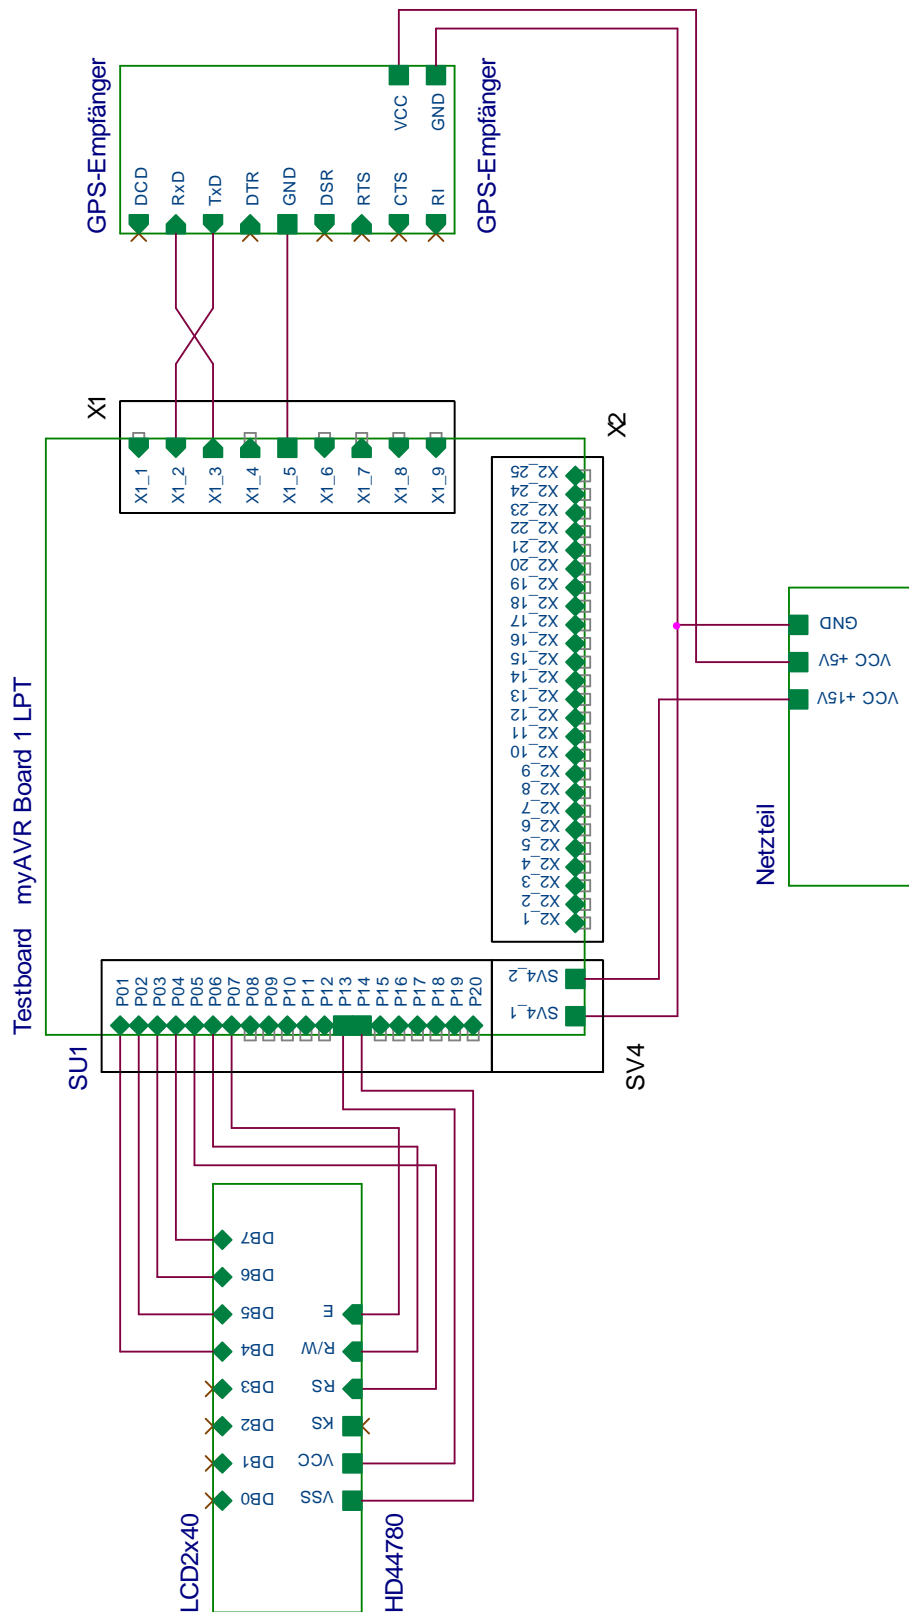 GPS-Empfänger
DCD
RxD
TxD
DTR
GND
DSR
RTS
CTS
RI
VCC
GND
GPS-Empfänger
X1
X1_1
X1_2
X1_3
X1_4
X1_5
X1_6
X1_7
X1_8
X1_9
X2
X2_25
X2_24
X2_23
X2_22
X2_21
X2_20
X2_19
X2_18
X2_17
X2_16
X2_15
X2_14
X2_13
X2_12
X2_11
X2_10
X2_9
X2_8
X2_7
X2_6
X2_5
X2_4
X2_3
X2_2
X2_1
Testboard myAVR Board 1 LPT
GND
VCC +5V
VCC +15V
Netzteil
SU1
P01
P02
P03
P04
P05
P06
P07
P08
P09
P10
P11
P12
P13
P14
P15
P16
P17
P18
P19
P20
SV4_2
SV4_1
SV4
DB7
DB6
DB5
DB4
DB3
DB2
DB1
DB0
E
R/W
RS
KS
VCC
VSS
LCD2x40
HD44780